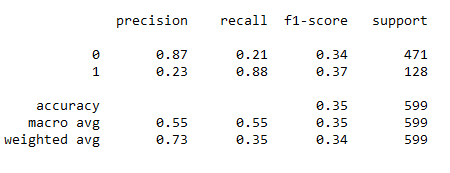 precision recall f1-score support
0 0.87 0.21 0.34 471
1 0.23 0.88 0.37 128
accuracy 0.35 599
macro avg 0.55 0.55 0.35 599
weighted avg 0.73 0.35 0.34 599